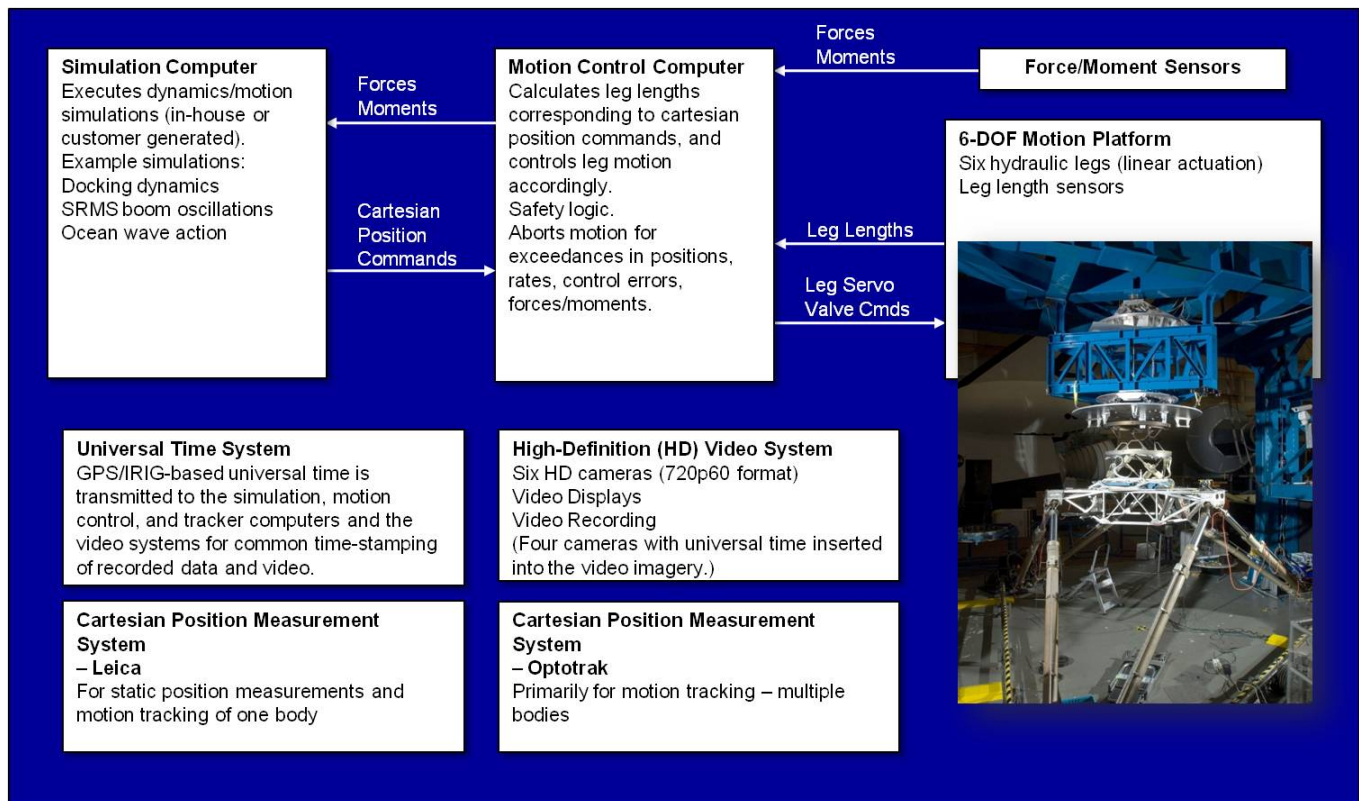 Simulation Computer
Executes dynamics/motion
simulations (in-house or
customer generated).
Example simulations:
Docking dynamics
SRMS boom oscillations
Ocean wave action
Forces
Moments
Cartesian
Position
Commands
Motion Control Computer
Calculates leg lengths
corresponding to cartesian
position commands, and
controls leg motion
accordingly.
Safety logic.
Aborts motion for
exceedances in positions,
rates, control errors,
forces/moments.
Forces
Moments
Force/Moment Sensors
Leg Lengths
Leg Servo
Valve Cmds
6-DOF Motion Platform
Six hydraulic legs (linear actuation)
Leg length sensors
Universal Time System
GPS/IRIG-based universal time is
transmitted to the simulation, motion
control, and tracker computers and the
video systems for common time-stamping
of recorded data and video.
High-Definition (HD) Video System
Six HD cameras (720p60 format)
Video Displays
Video Recording
(Four cameras with universal time inserted
into the video imagery.)
Cartesian Position Measurement
System
– Leica
For static position measurements and
motion tracking of one body
Cartesian Position Measurement
System
– Optotrak
Primarily for motion tracking – multiple
bodies